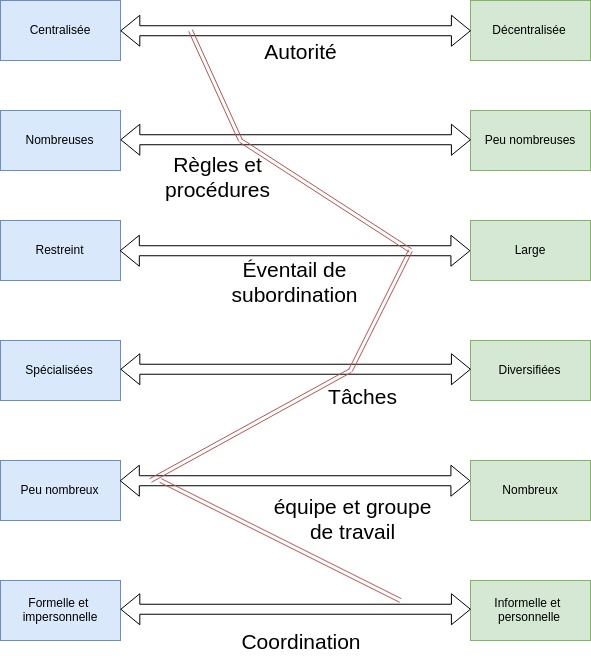 Centralisée
Décentralisée
Autorité
Nombreuses
Peu nombreuses
Règles et
procédures
Restreint
Large
Éventail de
subordination
Spécialisées
Diversifiées
Tâches
Peu nombreux
Nombreux
équipe et groupe
de travail
Formelle et
impersonnelle
Informelle et
personnelle
Coordination